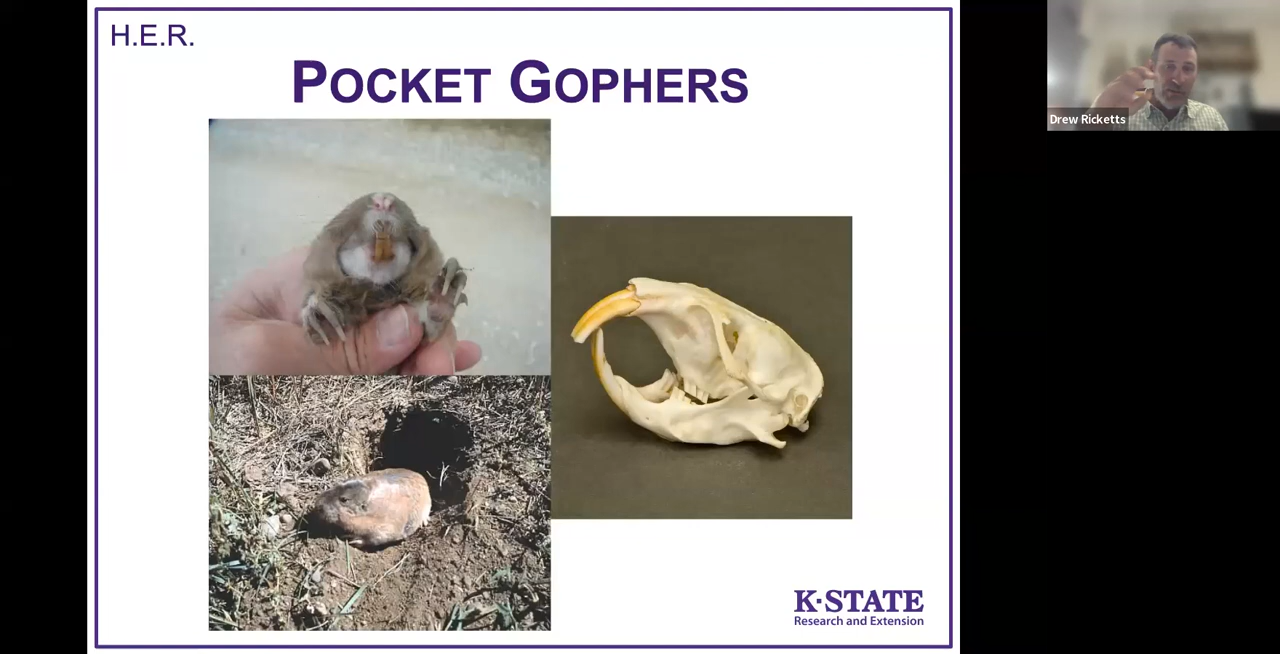 H.E.R.
POCKET GOPHERS
Drew Ricketts
K·STATE
Research and Extension